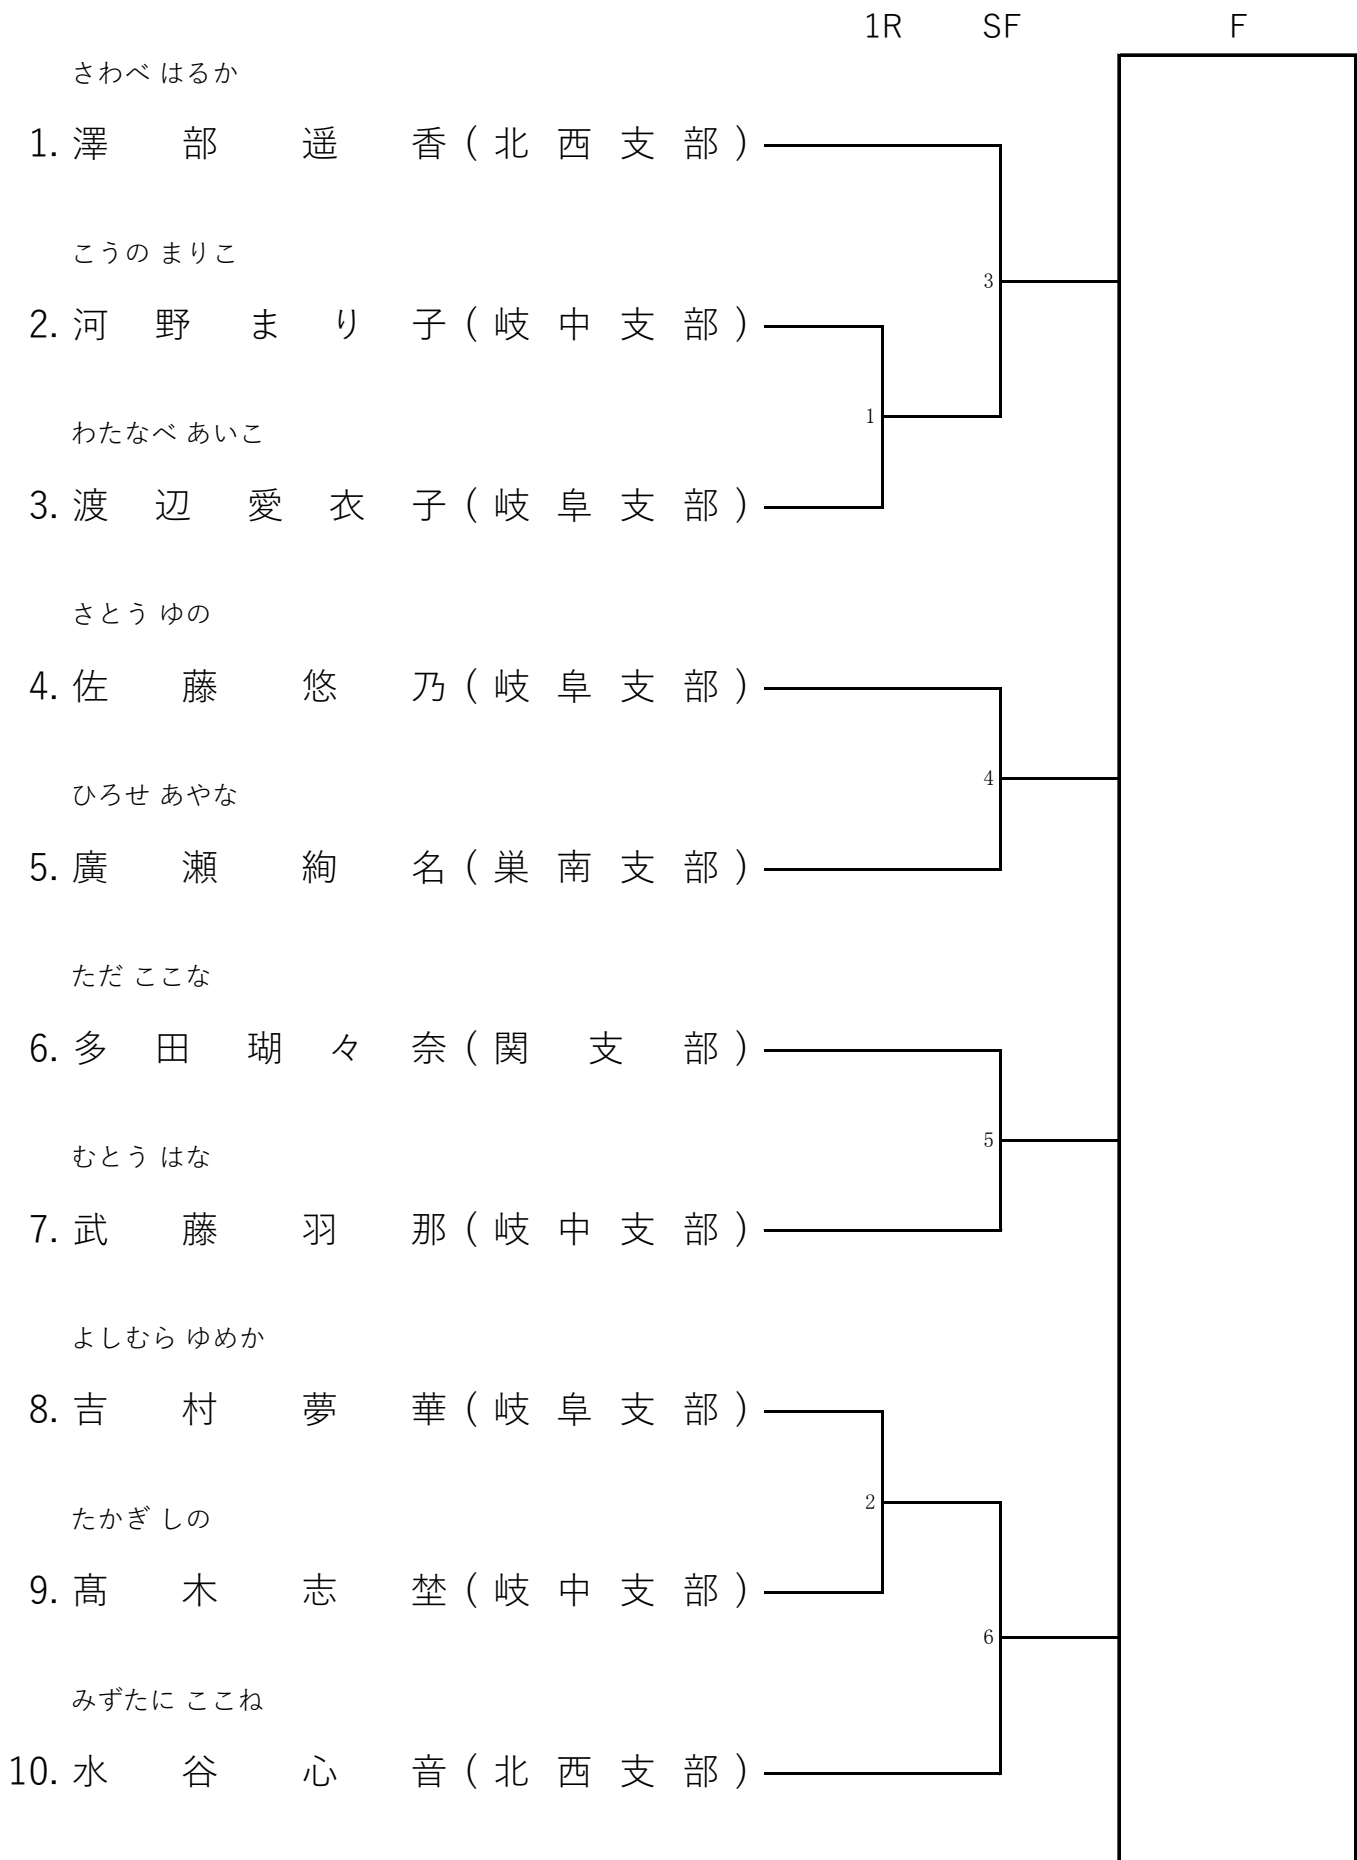 1R SF F
さわべ はるか
1. 澤部遥香 (北西支部)
こうの まりこ
3
2. 河野まり子 (岐中支部)
1
わたなべ あいこ
3. 渡辺愛衣子 (岐阜支部)
さとう ゆの
4. 佐藤悠乃 (岐阜支部)
4
ひろせ あやな
5. 廣瀬絢名 (巣南支部)
ただ ここな
6. 多田瑚々奈 (関支部)
5
むとう はな
7. 武藤羽那 (岐中支部)
よしむら ゆめか
8. 吉村夢華 (岐阜支部)
2
たかぎ しの
9. 髙木志埜 (岐中支部)
6
みずたに ここね
10. 水谷心音 (北西支部)